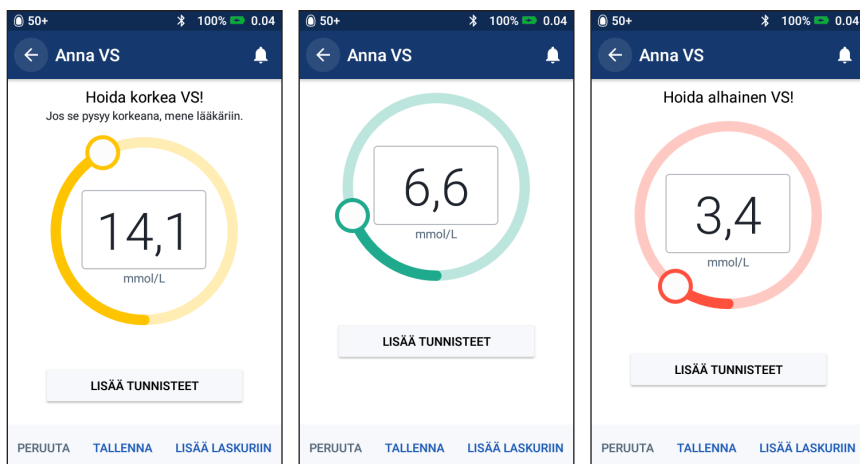 50+ 100% 0.04
Anna VS
Hoida korkea VS!
Jos se pysyy korkeana, mene lääkäriin.
14,1
mmol/L
LISÄÄ TUNNISTEET
PERUUTA TALLENNA LISÄÄ LASKURIIN
50+ 100% 0.04
Anna VS
6,6
mmol/L
LISÄÄ TUNNISTEET
PERUUTA TALLENNA LISÄÄ LASKURIIN
50+ 100% 0.04
Anna VS
Hoida alhainen VS!
3,4
mmol/L
LISÄÄ TUNNISTEET
PERUUTA TALLENNA LISÄÄ LASKURIIN